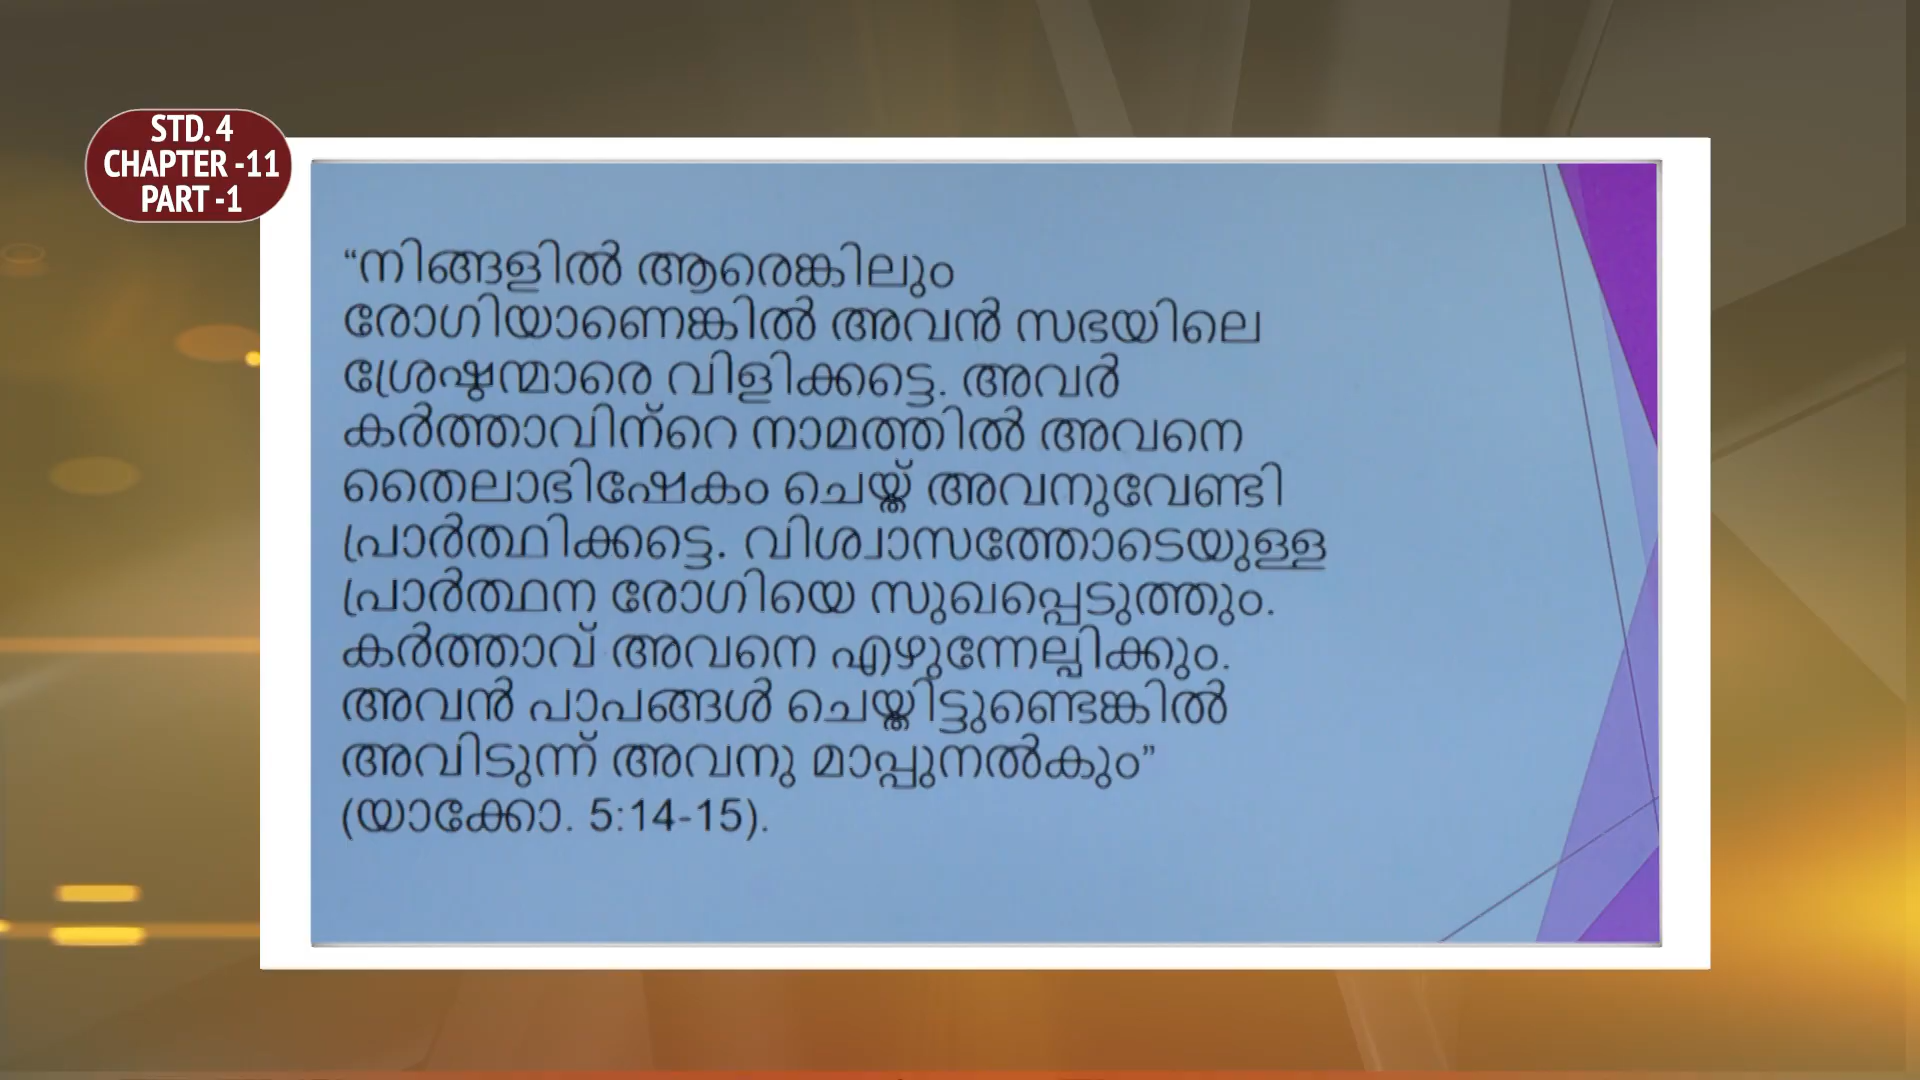 STD. 4
CHAPTER -11
PART -1
“നിങ്ങളിൽ ആരെങ്കിലും
രോഗിയാണെങ്കിൽ അവൻ സഭയിലെ
ശ്രേഷ്ഠന്മാരെ വിളിക്കട്ടെ. അവർ
കർത്താവിന്റെ നാമത്തിൽ അവനെ
തൈലാഭിഷേകം ചെയ്ത് അവനുവേണ്ടി
പ്രാർത്ഥിക്കട്ടെ. വിശ്വാസത്തോടെയുള്ള
പ്രാർത്ഥന രോഗിയെ സുഖപ്പെടുത്തും.
കർത്താവ് അവനെ എഴുന്നേല്പിക്കും.
അവൻ പാപങ്ങൾ ചെയ്തിട്ടുണ്ടെങ്കിൽ
അവിടുന്ന് അവനു മാപ്പുനൽകും”
(യാക്കോ. 5:14-15).